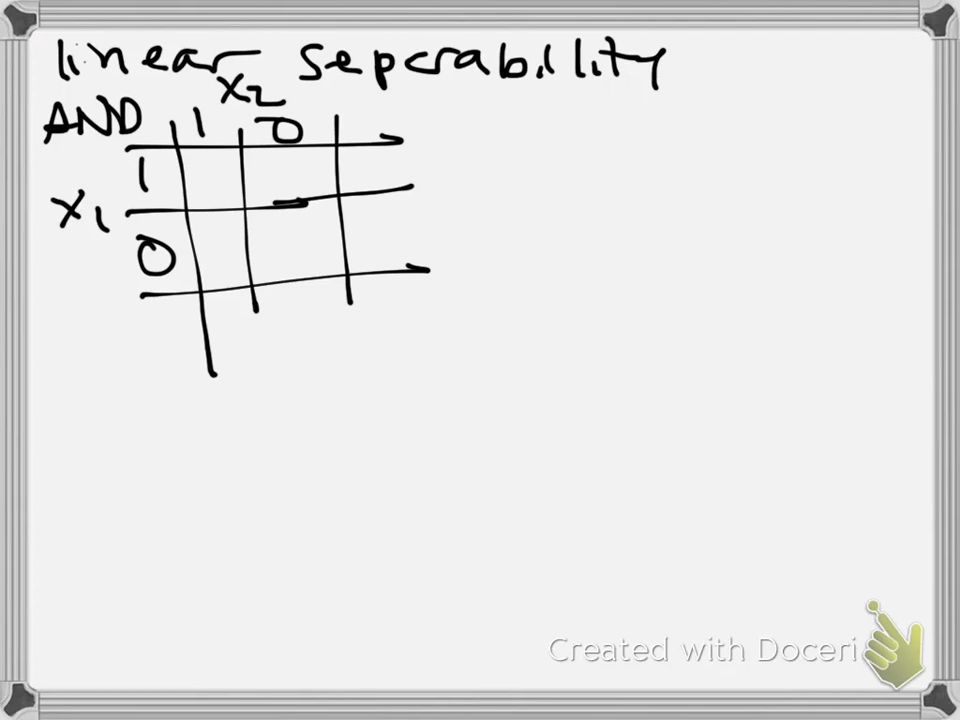 linear seperability
X2
AND 1 0
1
X1
0
Created with Doceri